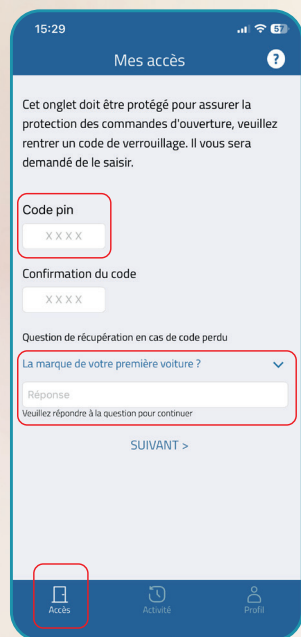 15:29
57
Mes accès
?
Cet onglet doit être protégé pour assurer la
protection des commandes d'ouverture, veuillez
rentrer un code de verrouillage. Il vous sera
demandé de le saisir.
Code pin
X X X X
Confirmation du code
X X X X
Question de récupération en cas de code perdu
La marque de votre première voiture ?
Réponse
Veuillez répondre à la question pour continuer
SUIVANT >
Accès
Activité
Profil